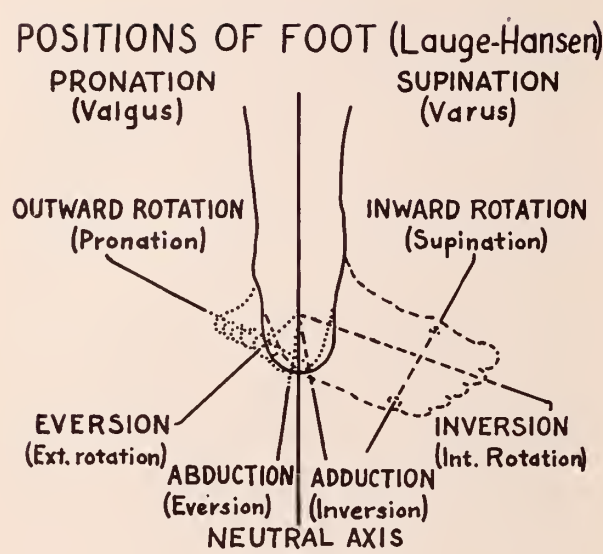 POSITIONS OF FOOT (Lauge-Hansen)
PRONATION
(Valgus)
SUPINATION
(Varus)
OUTWARD ROTATION
(Pronation)
INWARD ROTATION
(Supination)
EVERSION
(Ext. rotation)
INVERSION
(Int. Rotation)
ABDUCTION
(Eversion)
ADDUCTION
(Inversion)
NEUTRAL AXIS